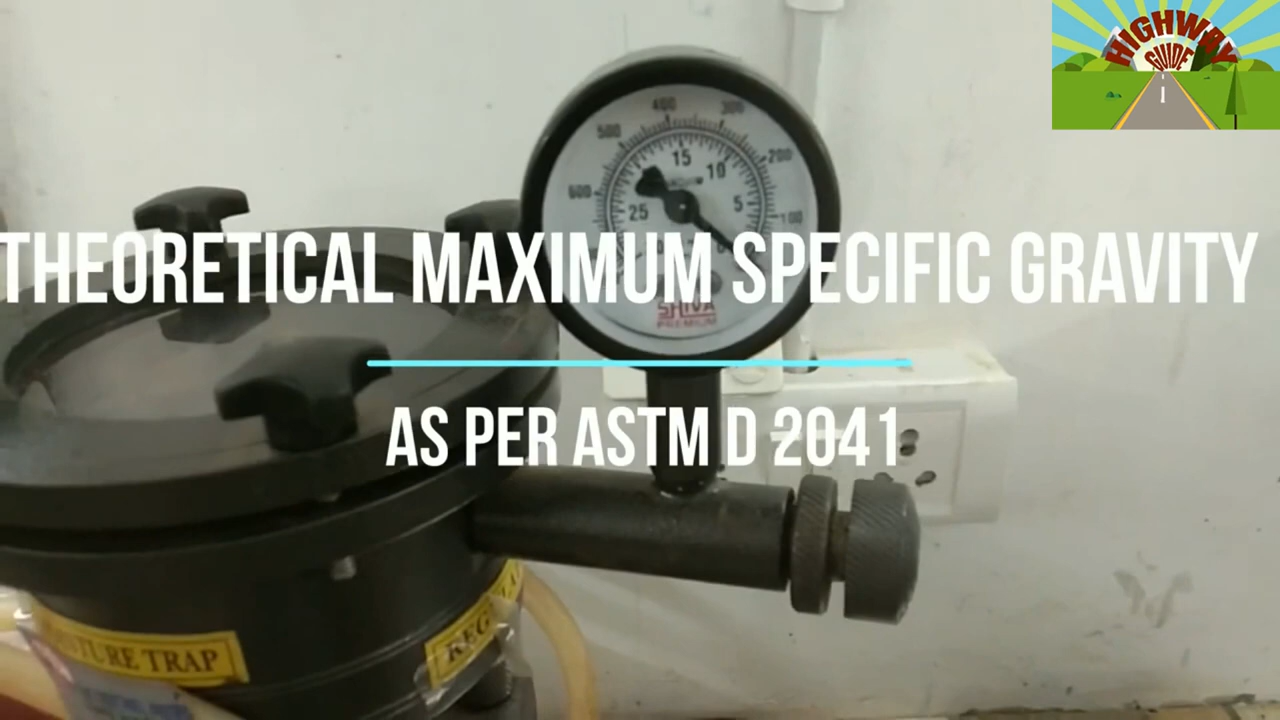 HIGHWAY
GUIDE
400
300
500
15
200
10
600
25
5
100
THEORETICAL MAXIMUM SPECIFIC GRAVITY
SHIVA
PREMIUM
AS PER ASTM D 2041
TURE TRAP